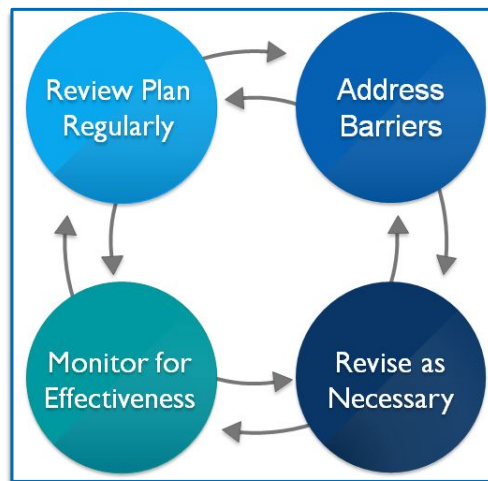 Review Plan
Regularly
Address
Barriers
Monitor for
Effectiveness
Revise as
Necessary